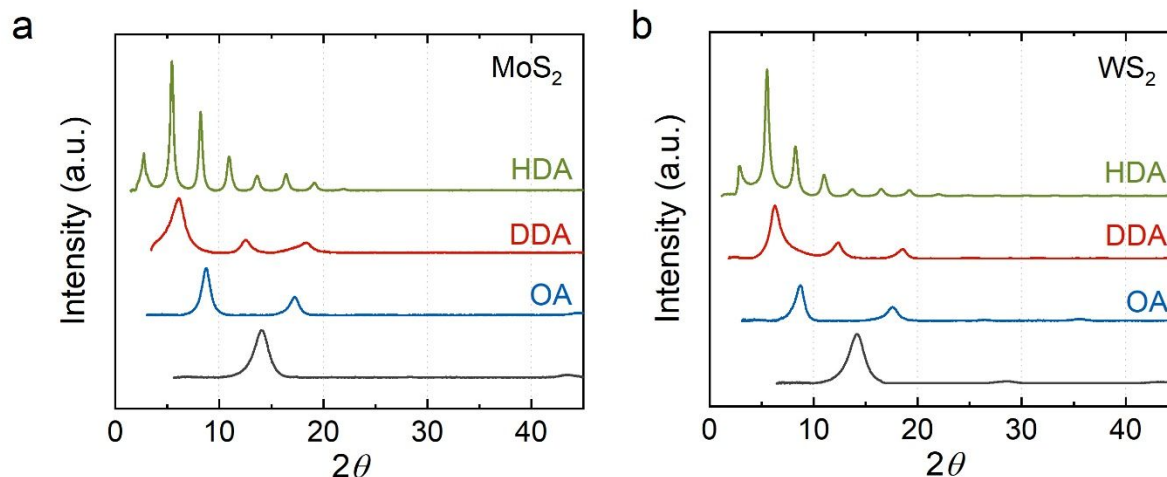 a
MoS₂
HDA
DDA
OA
Intensity (a.u.)
0 10 20 30 40
2θ
b
WS₂
HDA
DDA
OA
Intensity (a.u.)
0 10 20 30 40
2θ